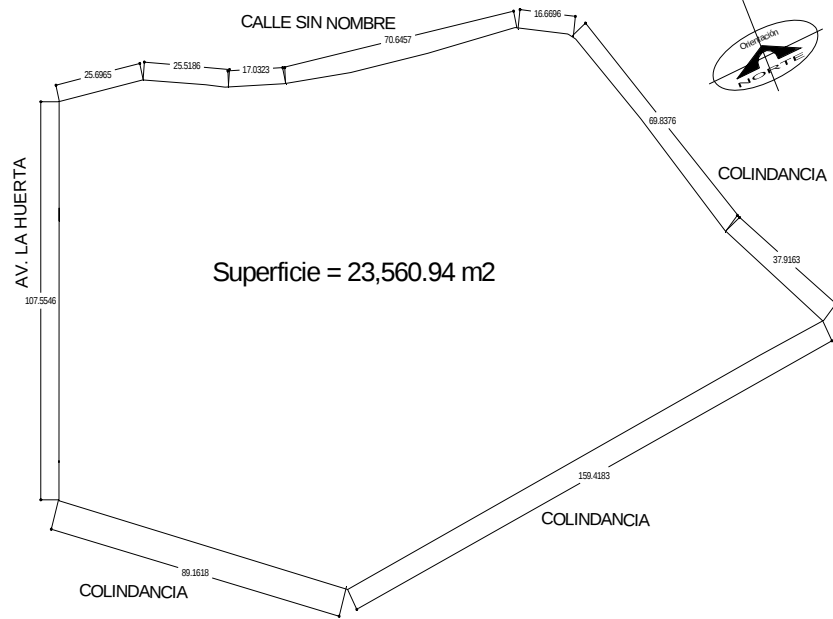 CALLE SIN NOMBRE
16.6696
70.6457
25.6965
25.5186
17.0323
Orientación
NORTE
69.8376
COLINDANCIA
AV. LA HUERTA
Superficie = 23,560.94 m2
37.9163
107.5546
159.4183
COLINDANCIA
89.1618
COLINDANCIA